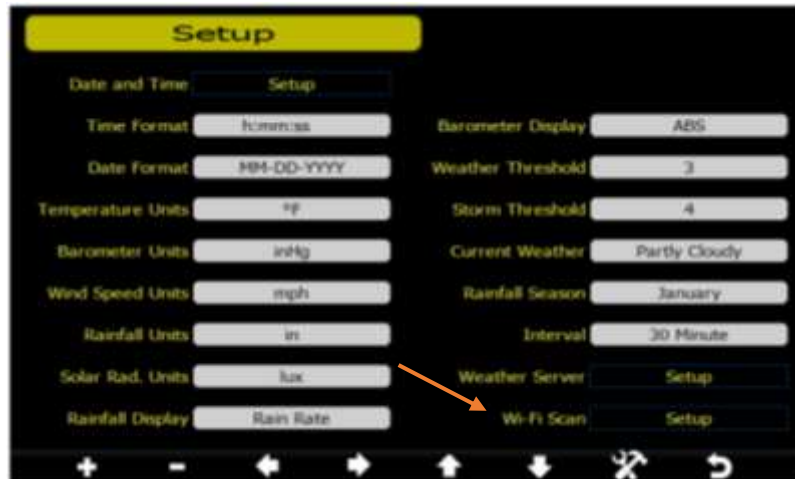 Setup
Date and Time Setup
Time Format h:mm:ss Barometer Display ABS
Date Format MM-DD-YYYY Weather Threshold 3
Temperature Units °F Storm Threshold 4
Barometer Units inHg Current Weather Partly Cloudy
Wind Speed Units mph Rainfall Season January
Rainfall Units in Interval 30 Minute
Solar Rad. Units lux Weather Server Setup
Rainfall Display Rain Rate Wi-Fi Scan Setup